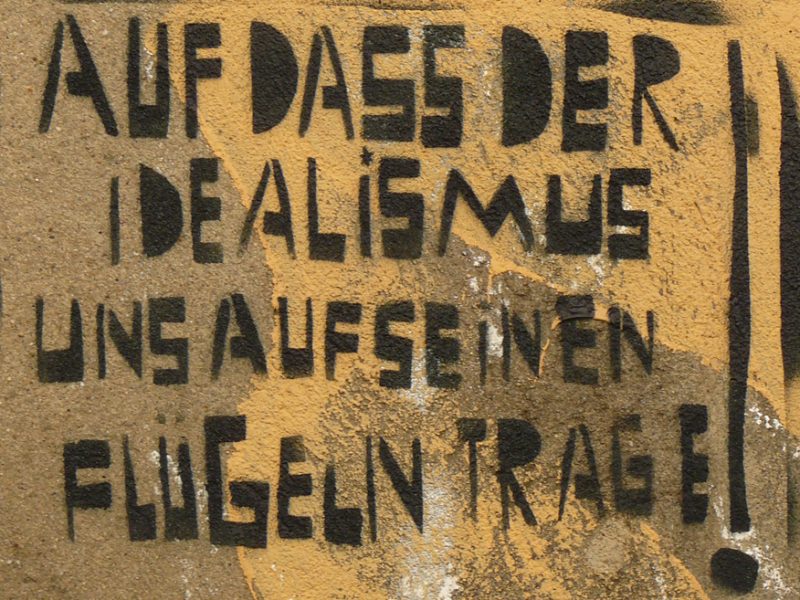 AUF DASS DER
IDEALiSMUS
UNS AUF SEiNEN
FLÜGELN TRAGE!